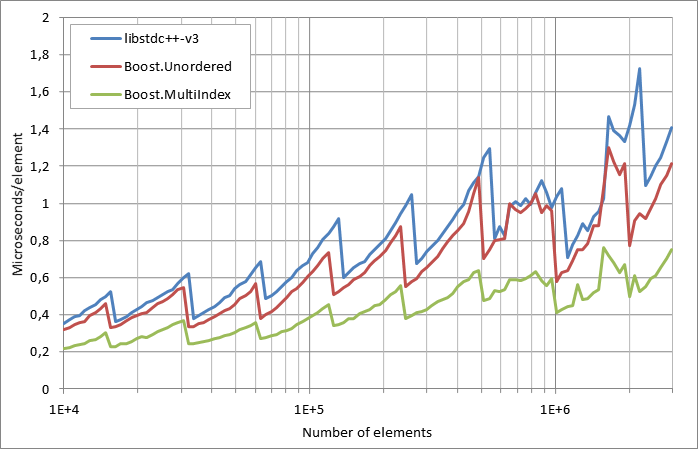 2
1,8
1,6
1,4
1,2
1
0,8
0,6
0,4
0,2
0
Microseconds/element
libstdc++-v3
Boost.Unordered
Boost.MultiIndex
1E+4 1E+5 1E+6
Number of elements